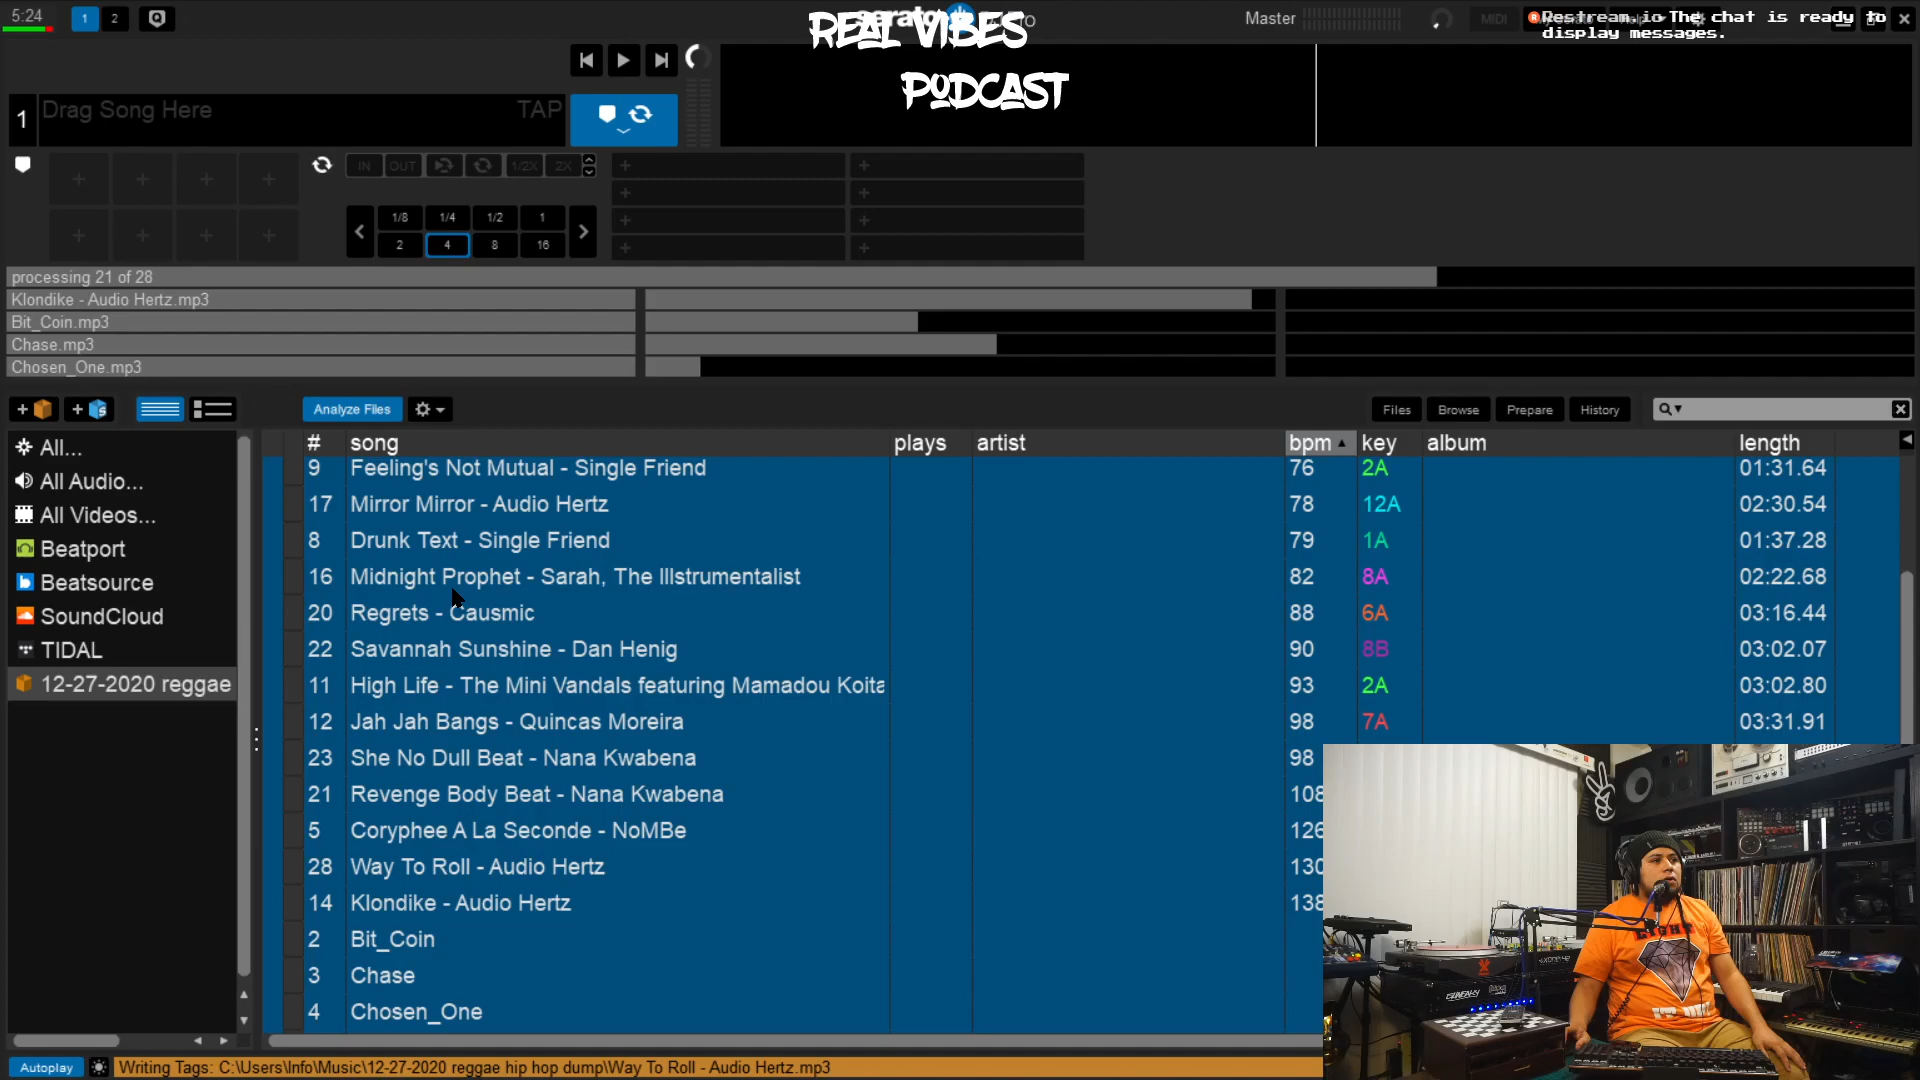 5:24
1 2
serato
REAL VIBES
PODCAST
Master
MIDI
Restream.io The chat is ready to
display messages.
1 Drag Song Here TAP
IN OUT 1/2X 2X
1/8 1/4 1/2 1
2 4 8 16
processing 21 of 28
Klondike - Audio Hertz.mp3
Bit_Coin.mp3
Chase.mp3
Chosen_One.mp3
Analyze Files
Files Browse Prepare History
All...
All Audio...
All Videos...
Beatport
Beatsource
SoundCloud
TIDAL
12-27-2020 reggae
# song plays artist bpm key album length
9 Feeling's Not Mutual - Single Friend 76 2A 01:31.64
17 Mirror Mirror - Audio Hertz 78 12A 02:30.54
8 Drunk Text - Single Friend 79 1A 01:37.28
16 Midnight Prophet - Sarah, The Illstrumentalist 82 8A 02:22.68
20 Regrets - Causmic 88 6A 03:16.44
22 Savannah Sunshine - Dan Henig 90 8B 03:02.07
11 High Life - The Mini Vandals featuring Mamadou Koita 93 2A 03:02.80
12 Jah Jah Bangs - Quincas Moreira 98 7A 03:31.91
23 She No Dull Beat - Nana Kwabena 98
21 Revenge Body Beat - Nana Kwabena 108
5 Coryphee A La Seconde - NoMBe 126
28 Way To Roll - Audio Hertz 130
14 Klondike - Audio Hertz 138
2 Bit_Coin
3 Chase
4 Chosen_One
LIGHT
Autoplay
Writing Tags: C:\Users\Info\Music\12-27-2020 reggae hip hop dump\Way To Roll - Audio Hertz.mp3